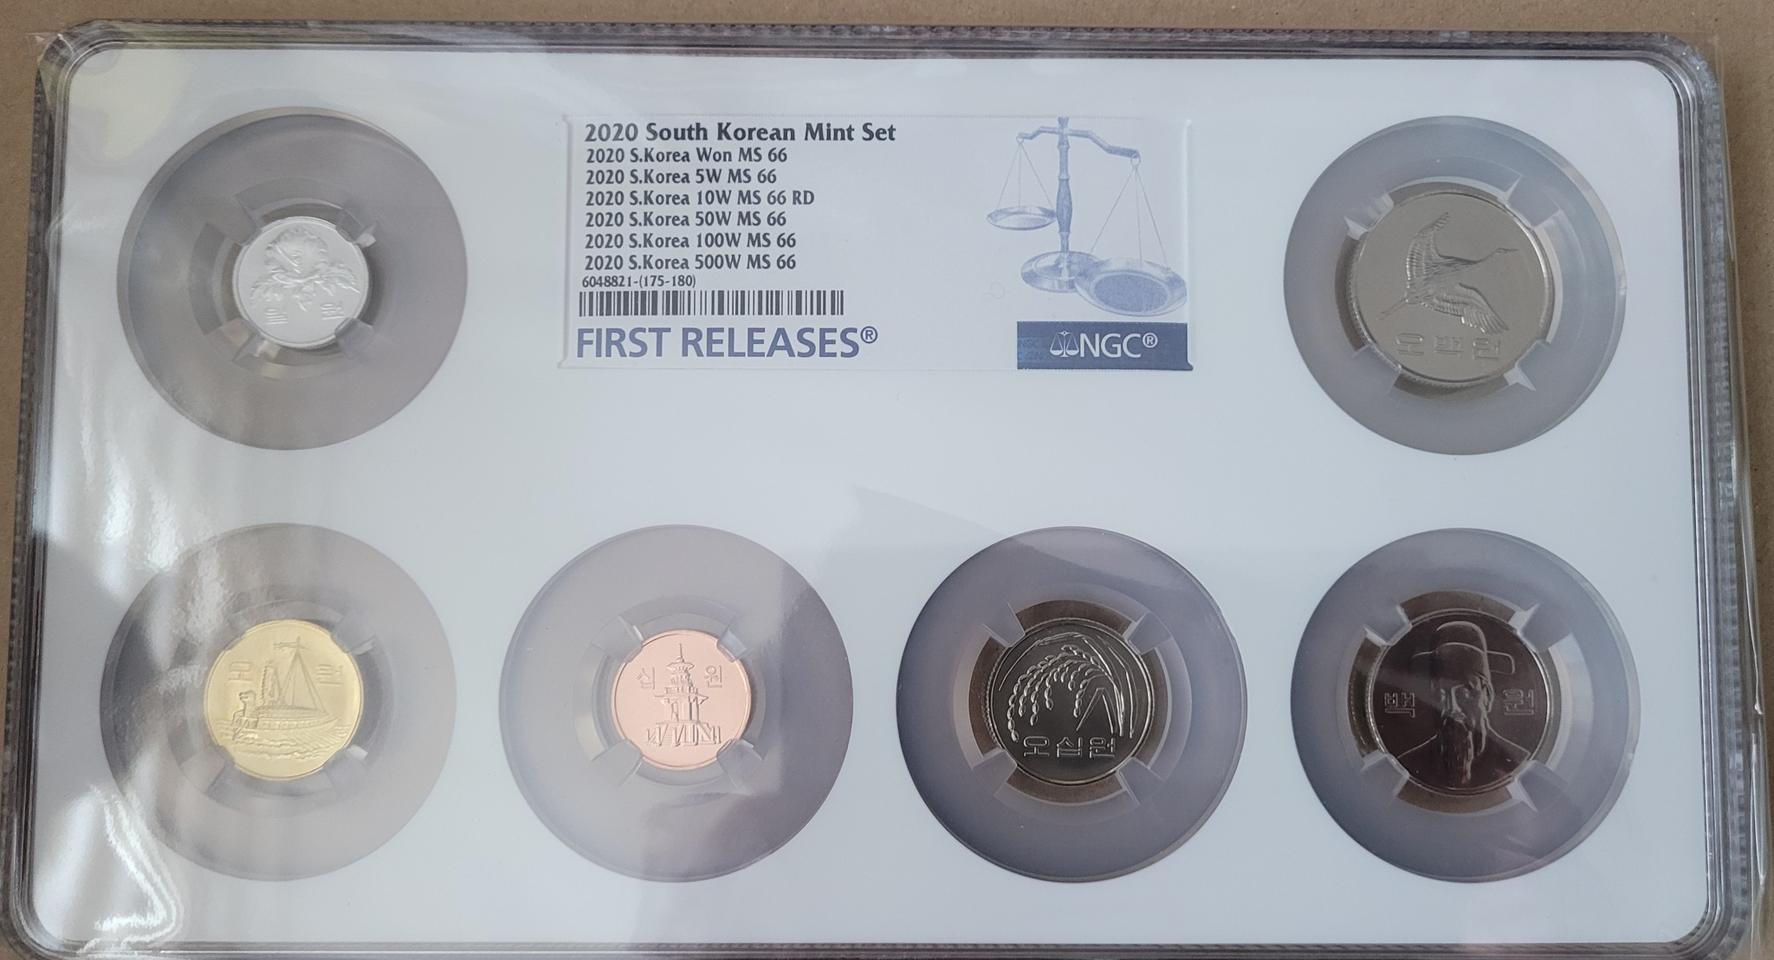 2020 South Korean Mint Set
2020 S.Korea Won MS 66
2020 S.Korea 5W MS 66
2020 S.Korea 10W MS 66 RD
2020 S.Korea 50W MS 66
2020 S.Korea 100W MS 66
2020 S.Korea 500W MS 66
6048821-(175-180)
FIRST RELEASES®
NGC®
일 원
오백원
오 원
십 원
오십원
백 원